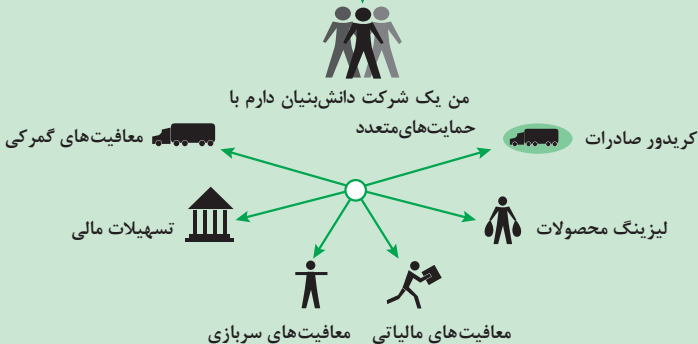 من یک شرکت دانش‌بنیان دارم با
حمایت‌های‌متعدد
کریدور صادرات
معافیت‌های گمرکی
لیزینگ محصولات
تسهیلات مالی
معافیت‌های مالیاتی
معافیت‌های سربازی